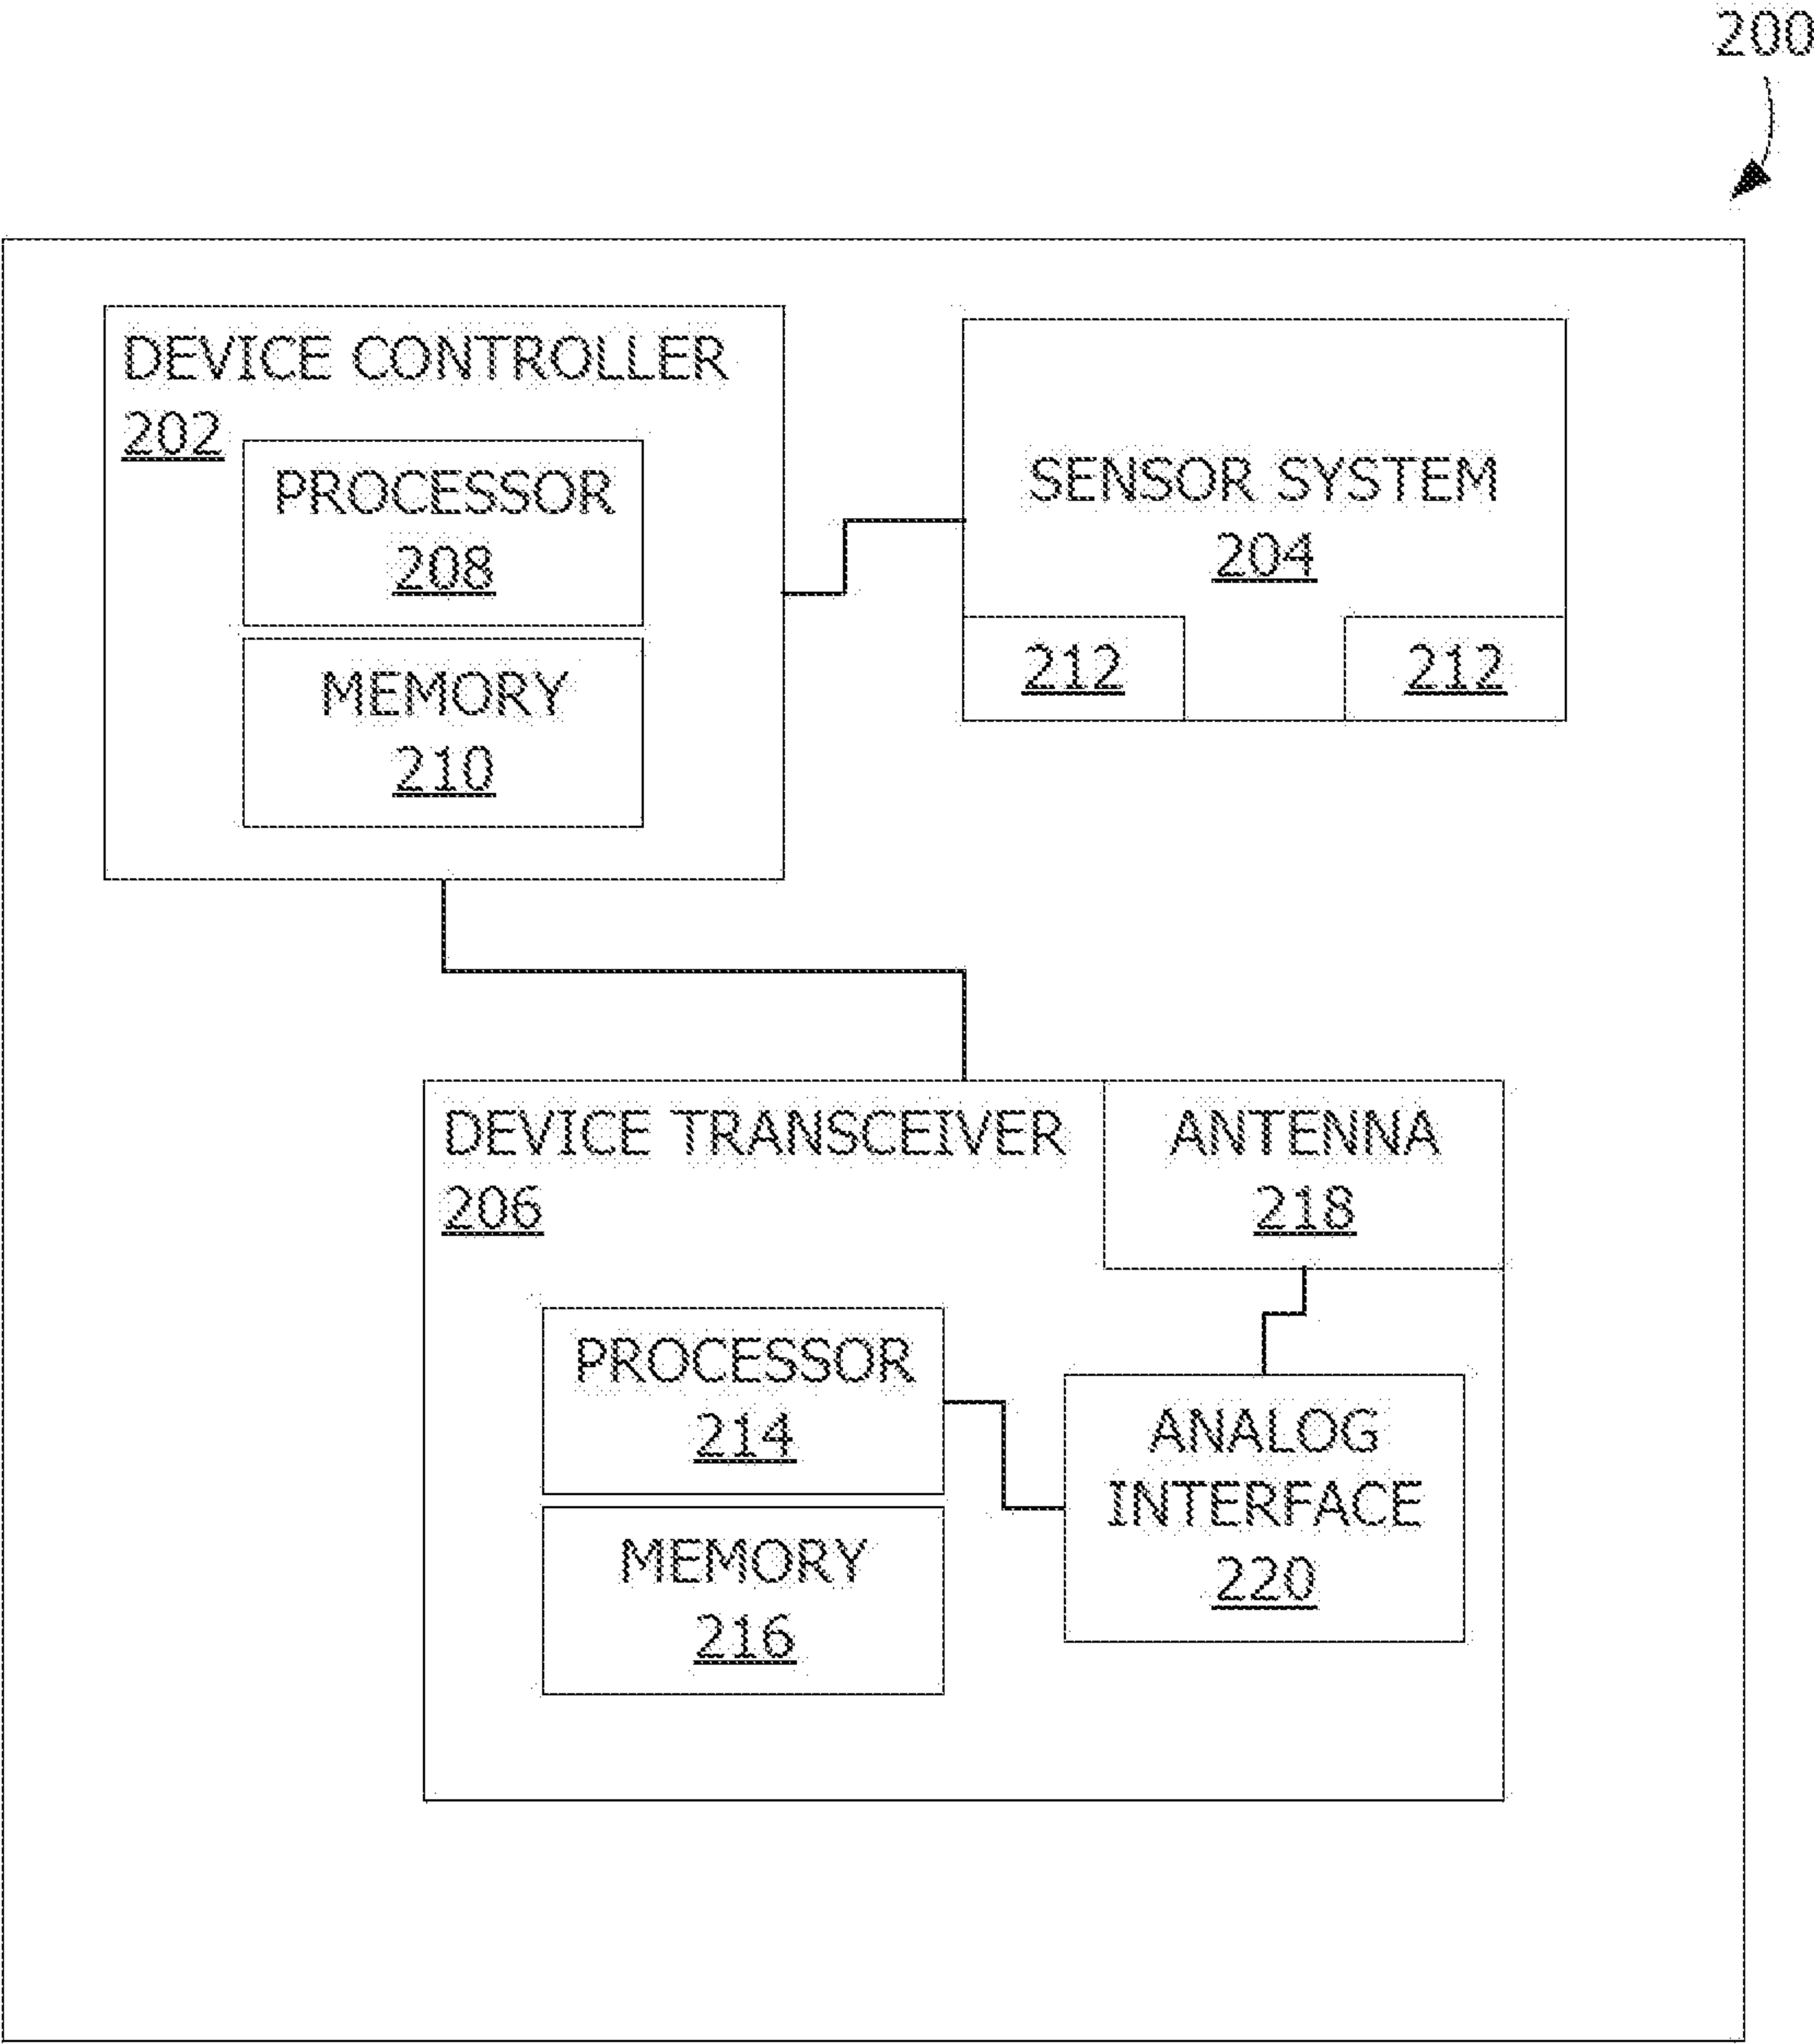 200
DEVICE CONTROLLER
202
PROCESSOR
208
MEMORY
210
SENSOR SYSTEM
204
212
212
DEVICE TRANSCEIVER
206
ANTENNA
218
PROCESSOR
214
MEMORY
216
ANALOG
INTERFACE
220